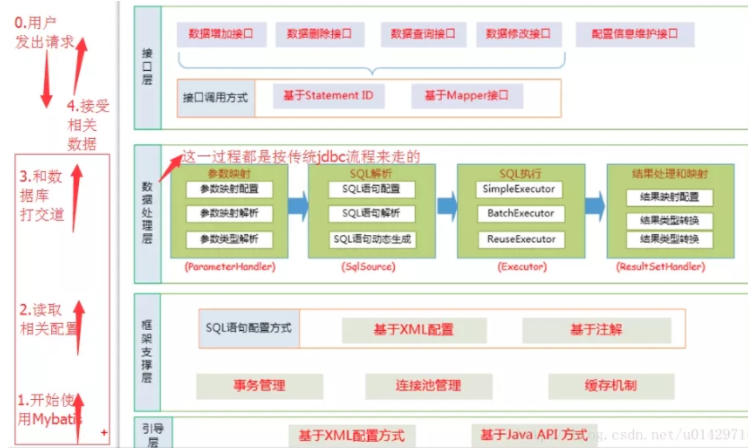 0.用户
发出请求
4.接受
相关
数据
3.和数
据库
打交道
2.读取
相关配置
1.开始使
用Mybatis
接口层
数据增加接口 数据删除接口 数据查询接口 数据修改接口 配置信息维护接口
接口调用方式 基于Statement ID 基于Mapper接口
这一过程都是按传统jdbc流程来走的
数据处理层
参数映射 SQL解析 SQL执行 结果处理和映射
参数映射配置 SQL语句配置 SimpleExecutor 结果映射配置
参数映射解析 SQL语句解析 BatchExecutor 结果类型转换
参数类型解析 SQL语句动态生成 ReuseExecutor 结果类型转换
(ParameterHandler) (SqlSource) (Executor) (ResultSetHandler)
框架支撑层
SQL语句配置方式 基于XML配置 基于注解
事务管理 连接池管理 缓存机制
引导层
基于XML配置方式 基于Java API 方式